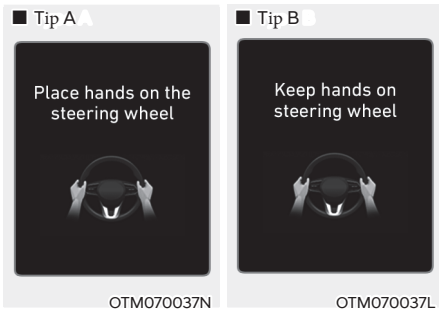 ■ Tip A
Place hands on the
steering wheel
OTM070037N
■ Tip B
Keep hands on
steering wheel
OTM070037L